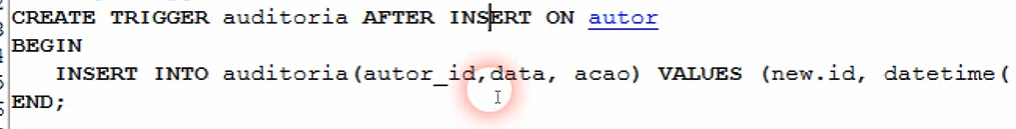 CREATE TRIGGER auditoria AFTER INSERT ON autor
BEGIN
INSERT INTO auditoria(autor_id,data, acao) VALUES (new.id, datetime(
END;